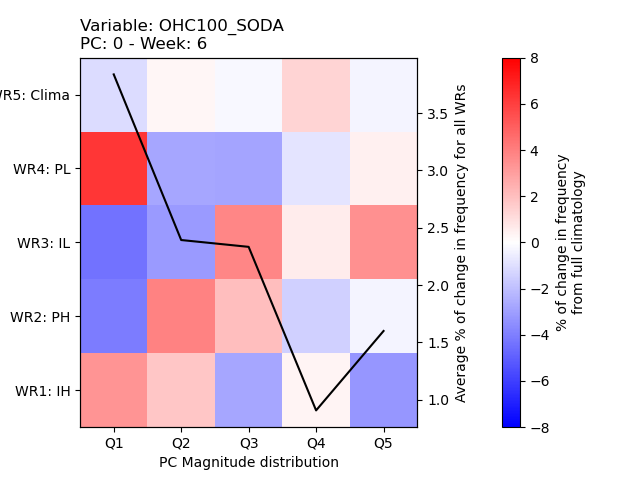 Variable: OHC100_SODA
PC: 0 - Week: 6
WR5: Clima
WR4: PL
WR3: IL
WR2: PH
WR1: IH
Q1 Q2 Q3 Q4 Q5
PC Magnitude distribution
3.5
3.0
2.5
2.0
1.5
1.0
Average % of change in frequency for all WRs
8
6
4
2
0
−2
−4
−6
−8
% of change in frequency
from full climatology